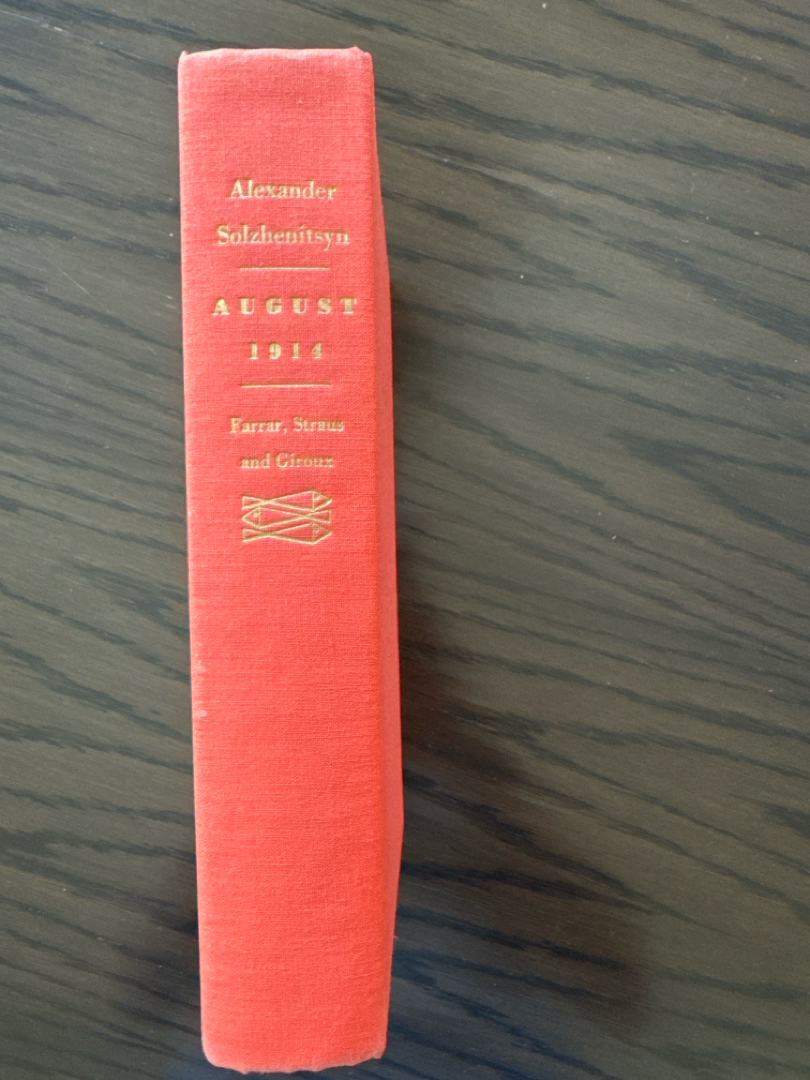 Alexander
Solzhenitsyn
AUGUST
1914
Farrar, Straus
and Giroux